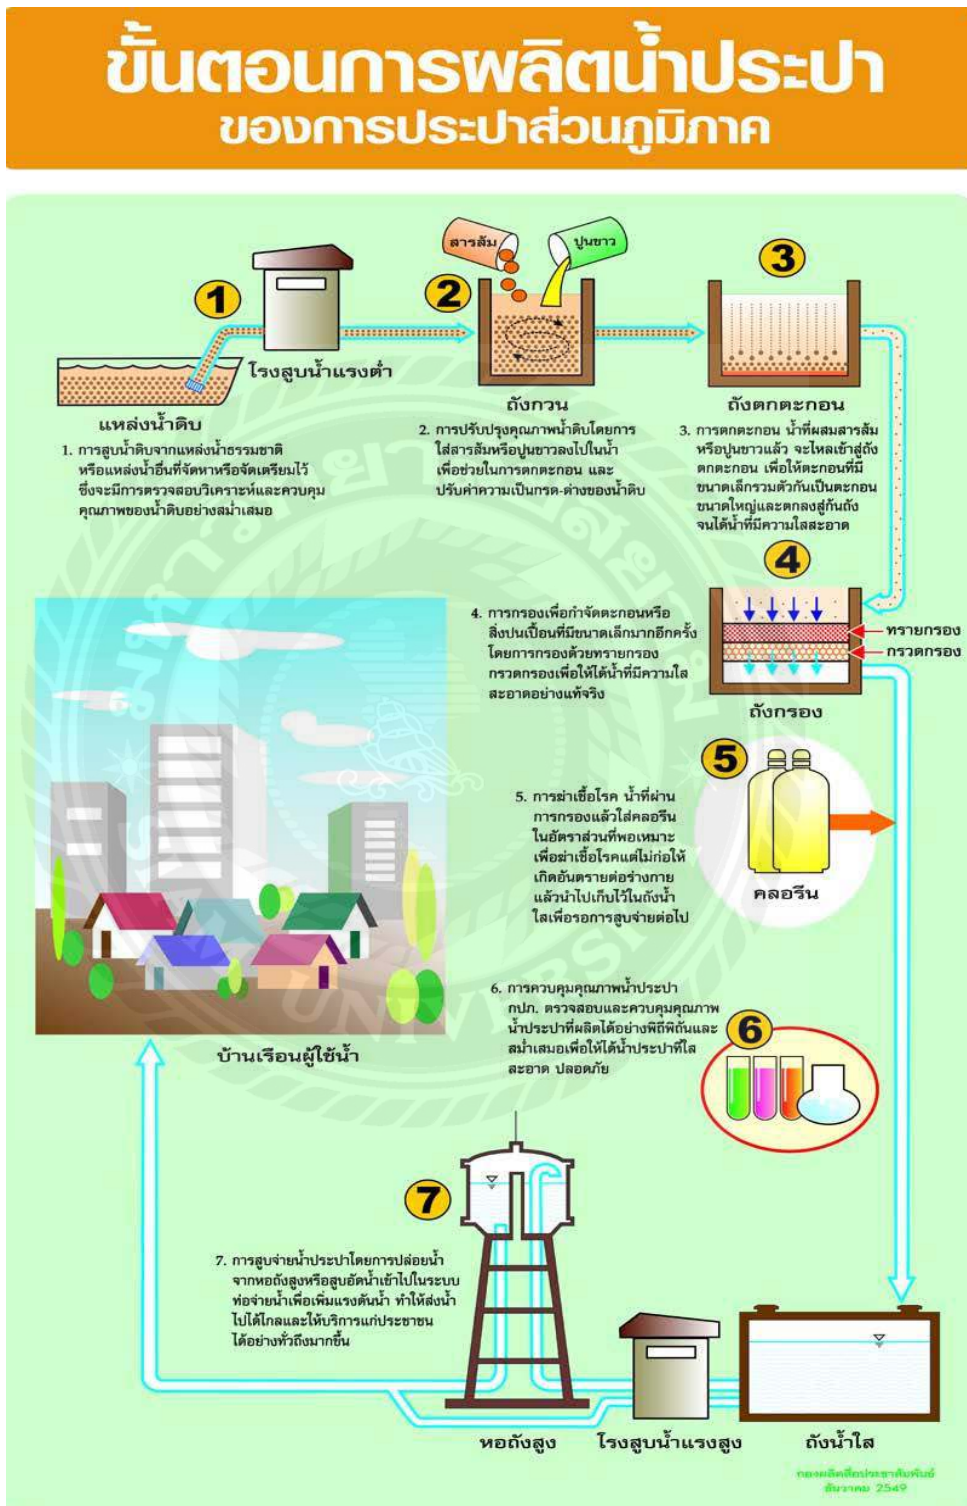 ขั้นตอนการผลิตน้ำประปา
ของการประปาส่วนภูมิภาค
สารส้ม
ปูนขาว
1
2
3
โรงสูบน้ำแรงต่ำ
แหล่งน้ำดิบ
ถังกวน
ถังตกตะกอน
1. การสูบน้ำดิบจากแหล่งน้ำธรรมชาติ
หรือแหล่งน้ำอื่นที่จัดหาหรือจัดเตรียมไว้
ซึ่งจะมีการตรวจสอบวิเคราะห์และควบคุม
คุณภาพของน้ำดิบอย่างสม่ำเสมอ
2. การปรับปรุงคุณภาพน้ำดิบโดยการ
ใส่สารส้มหรือปูนขาวลงไปในน้ำ
เพื่อช่วยในการตกตะกอน และ
ปรับค่าความเป็นกรด-ด่างของน้ำดิบ
3. การตกตะกอน น้ำที่ผสมสารส้ม
หรือปูนขาวแล้ว จะไหลเข้าสู่ถัง
ตกตะกอน เพื่อให้ตะกอนที่มี
ขนาดเล็กรวมตัวกันเป็นตะกอน
ขนาดใหญ่และตกลงสู่ก้นถัง
จนได้น้ำที่มีความใสสะอาด
4
4. การกรองเพื่อกำจัดตะกอนหรือ
สิ่งปนเปื้อนที่มีขนาดเล็กมากอีกครั้ง
โดยการกรองด้วยทรายกรอง
กรวดกรองเพื่อให้ได้น้ำที่มีความใส
สะอาดอย่างแท้จริง
ทรายกรอง
กรวดกรอง
ถังกรอง
5
5. การฆ่าเชื้อโรค น้ำที่ผ่าน
การกรองแล้วใส่คลอรีน
ในอัตราส่วนที่พอเหมาะ
เพื่อฆ่าเชื้อโรคแต่ไม่ก่อให้
เกิดอันตรายต่อร่างกาย
แล้วนำไปเก็บไว้ในถังน้ำ
ใสเพื่อรอการสูบจ่ายต่อไป
คลอรีน
6. การควบคุมคุณภาพน้ำประปา
กปภ. ตรวจสอบและควบคุมคุณภาพ
น้ำประปาที่ผลิตได้อย่างพิถีพิถันและ
สม่ำเสมอเพื่อให้ได้น้ำประปาที่ใส
สะอาด ปลอดภัย
6
บ้านเรือนผู้ใช้น้ำ
UNIVERSITY
7
7. การสูบจ่ายน้ำประปาโดยการปล่อยน้ำ
จากหอถังสูงหรือสูบอัดน้ำเข้าไปในระบบ
ท่อจ่ายน้ำเพื่อเพิ่มแรงดันน้ำ ทำให้ส่งน้ำ
ไปได้ไกลและให้บริการแก่ประชาชน
ได้อย่างทั่วถึงมากขึ้น
หอถังสูง
โรงสูบน้ำแรงสูง
ถังน้ำใส
กองผลิตสื่อประชาสัมพันธ์
ธันวาคม 2549